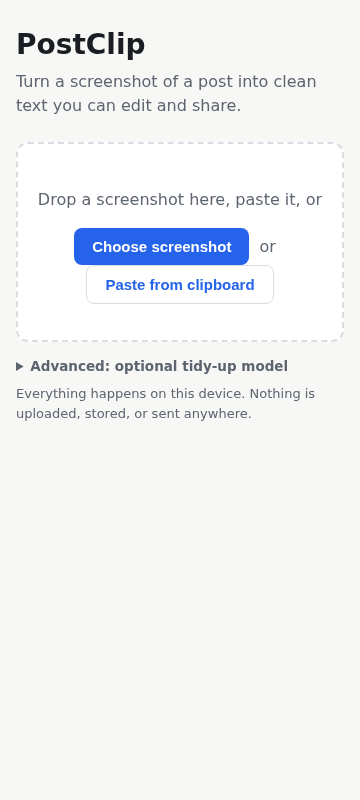 PostClip
Turn a screenshot of a post into clean
text you can edit and share.
Drop a screenshot here, paste it, or
Choose screenshot or
Paste from clipboard
Advanced: optional tidy-up model
Everything happens on this device. Nothing is
uploaded, stored, or sent anywhere.